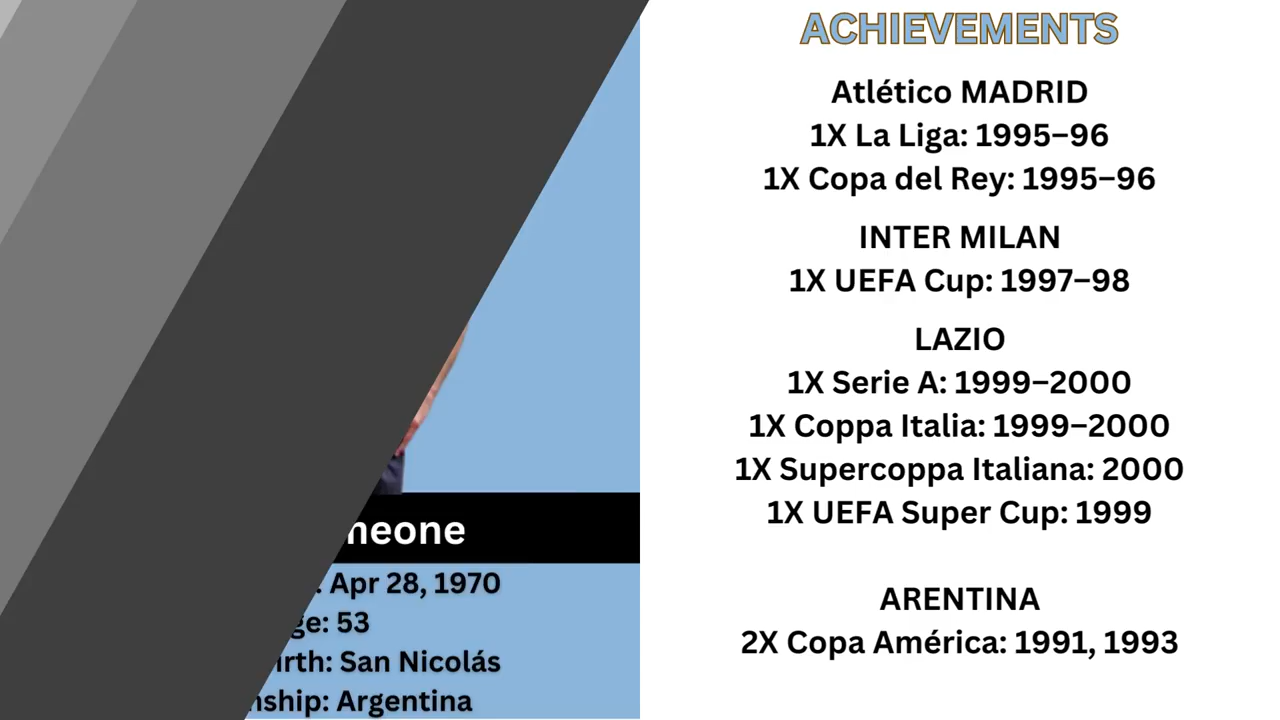 meone
Apr 28, 1970
ge: 53
irth: San Nicolás
nship: Argentina
ACHIEVEMENTS
Atlético MADRID
1X La Liga: 1995–96
1X Copa del Rey: 1995–96
INTER MILAN
1X UEFA Cup: 1997–98
LAZIO
1X Serie A: 1999–2000
1X Coppa Italia: 1999–2000
1X Supercoppa Italiana: 2000
1X UEFA Super Cup: 1999
ARENTINA
2X Copa América: 1991, 1993